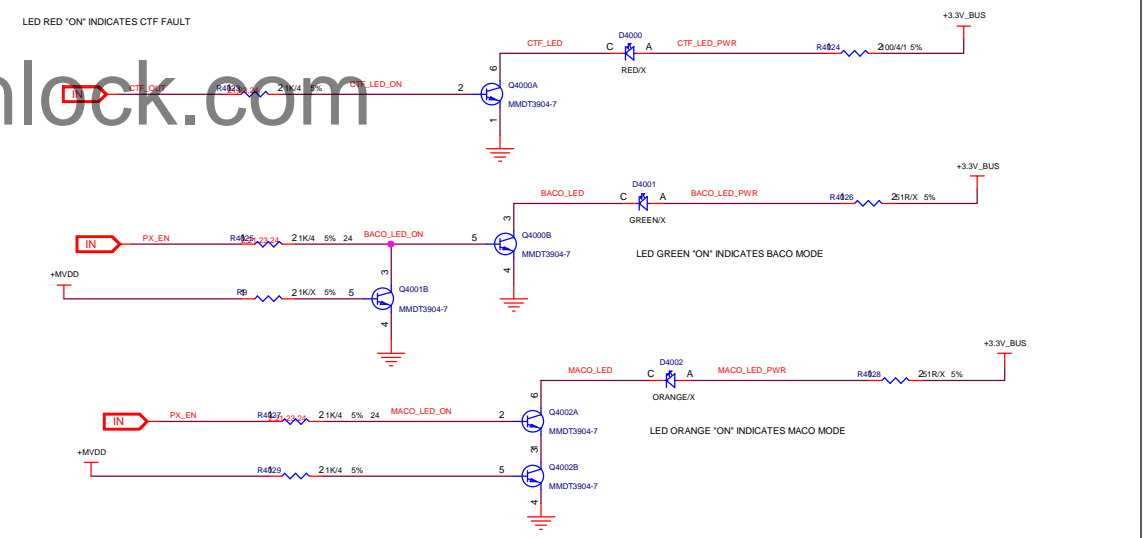 LED RED "ON" INDICATES CTF FAULT
+3.3V_BUS
CTF_LED
D4000
C
A
CTF_LED_PWR
R4024
2
100/4/1 5%
RED/X
nlock.com
IN
CTF_OUT
2
1K/4 5%
CTF_LED_ON
2
6
Q4000A
MMDT3904-7
1
+3.3V_BUS
BACO_LED
D4001
C
A
BACO_LED_PWR
R4026
2
51R/X 5%
GREEN/X
IN
PX_EN
R4025
2
1K/4 5% 24
BACO_LED_ON
5
3
Q4000B
MMDT3904-7
4
LED GREEN "ON" INDICATES BACO MODE
+MVDD
R9
2
1K/X 5%
5
3
Q4001B
MMDT3904-7
4
+3.3V_BUS
MACO_LED
D4002
C
A
MACO_LED_PWR
R4028
2
51R/X 5%
ORANGE/X
IN
PX_EN
R4027
2
1K/4 5% 24
MACO_LED_ON
2
6
Q4002A
MMDT3904-7
LED ORANGE "ON" INDICATES MACO MODE
+MVDD
R4029
2
1K/4 5%
5
3
1
Q4002B
MMDT3904-7
4